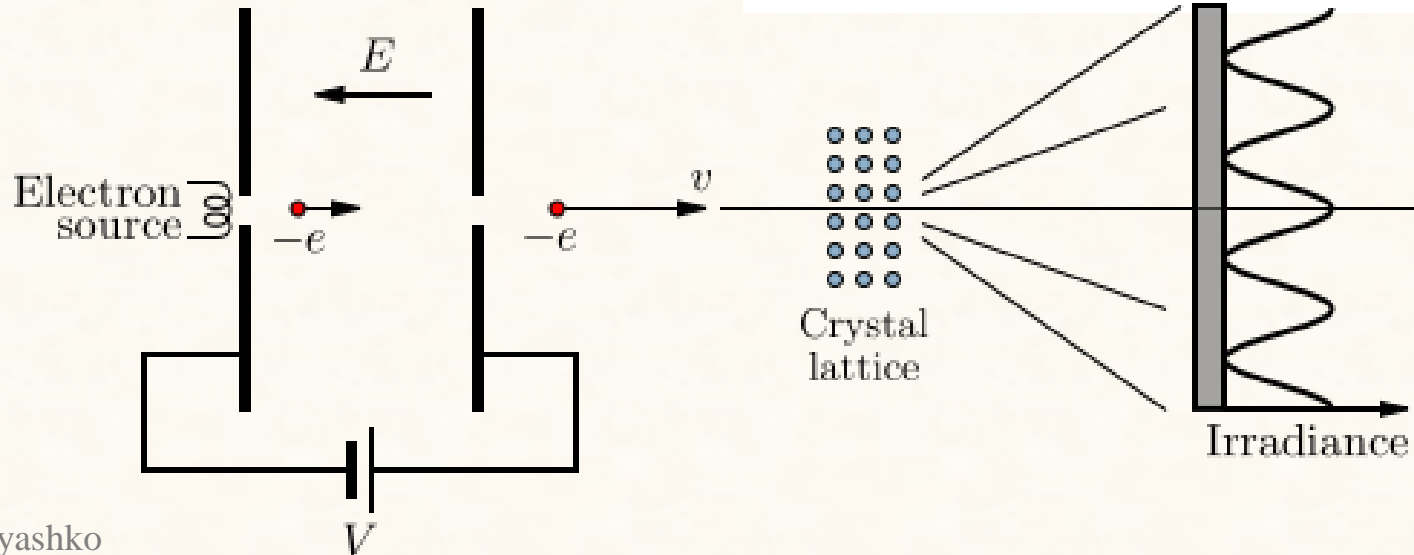 E
Electron
source
−e
−e
v
Crystal
lattice
Irradiance
V
yashko